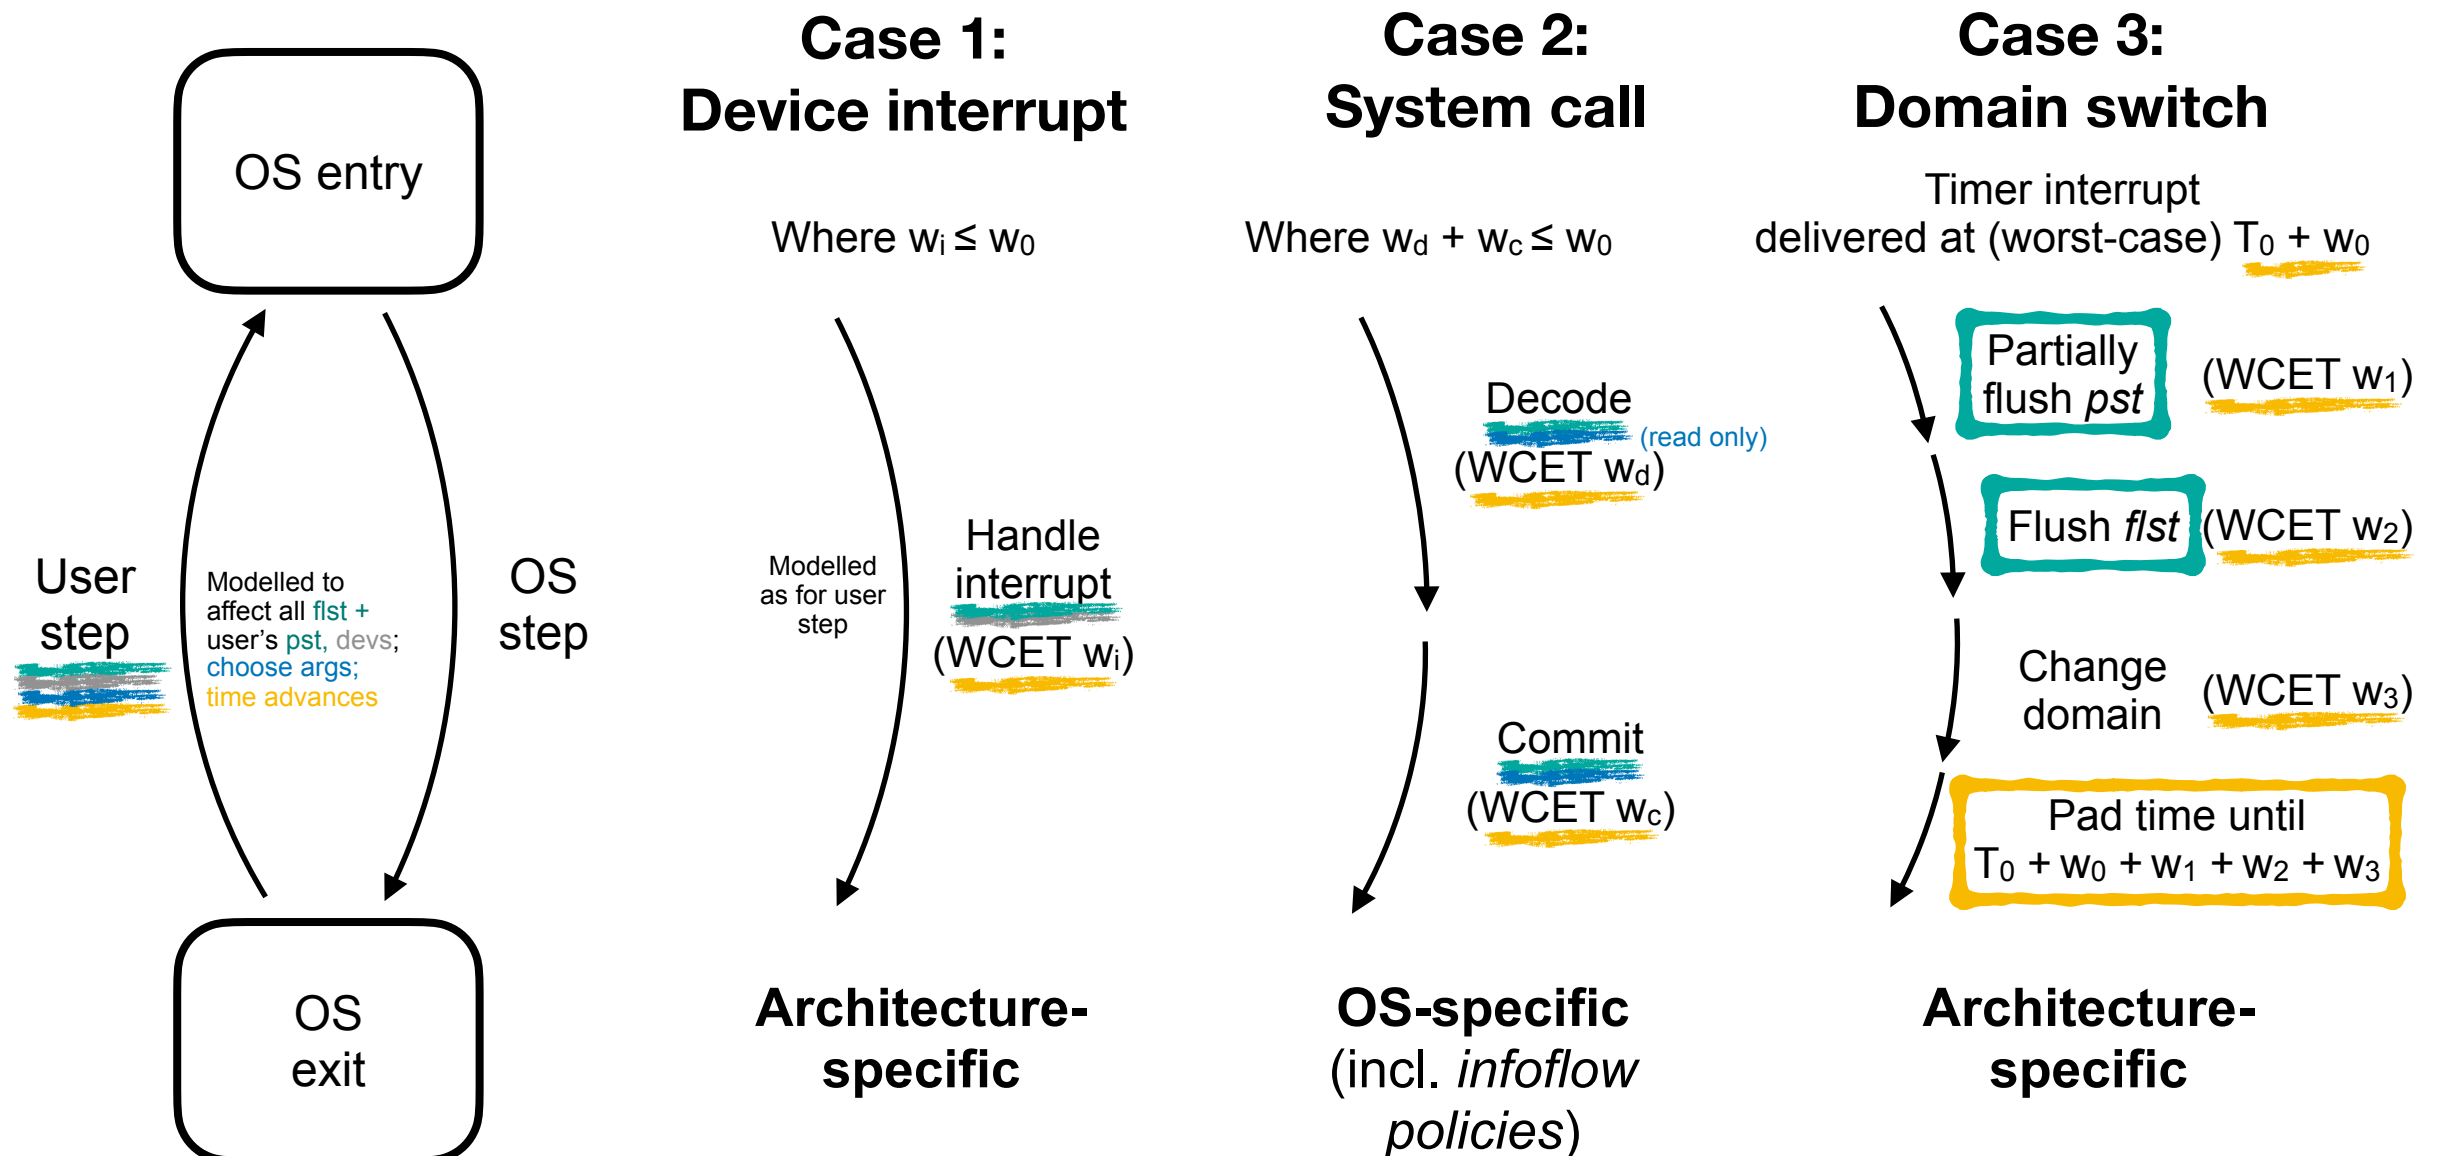 OS entry
User
step
Modelled to
affect all flst +
user's pst, devs;
choose args;
time advances
OS
step
OS
exit
Case 1:
Device interrupt
Where wᵢ ≤ w₀
Modelled
as for user
step
Handle
interrupt
(WCET wᵢ)
Architecture-
specific
Case 2:
System call
Where w_d + w_c ≤ w₀
Decode
(read only)
(WCET w_d)
Commit
(WCET w_c)
OS-specific
(incl. infoflow
policies)
Case 3:
Domain switch
Timer interrupt
delivered at (worst-case) T₀ + w₀
Partially
flush pst
(WCET w₁)
Flush flst
(WCET w₂)
Change
domain
(WCET w₃)
Pad time until
T₀ + w₀ + w₁ + w₂ + w₃
Architecture-
specific